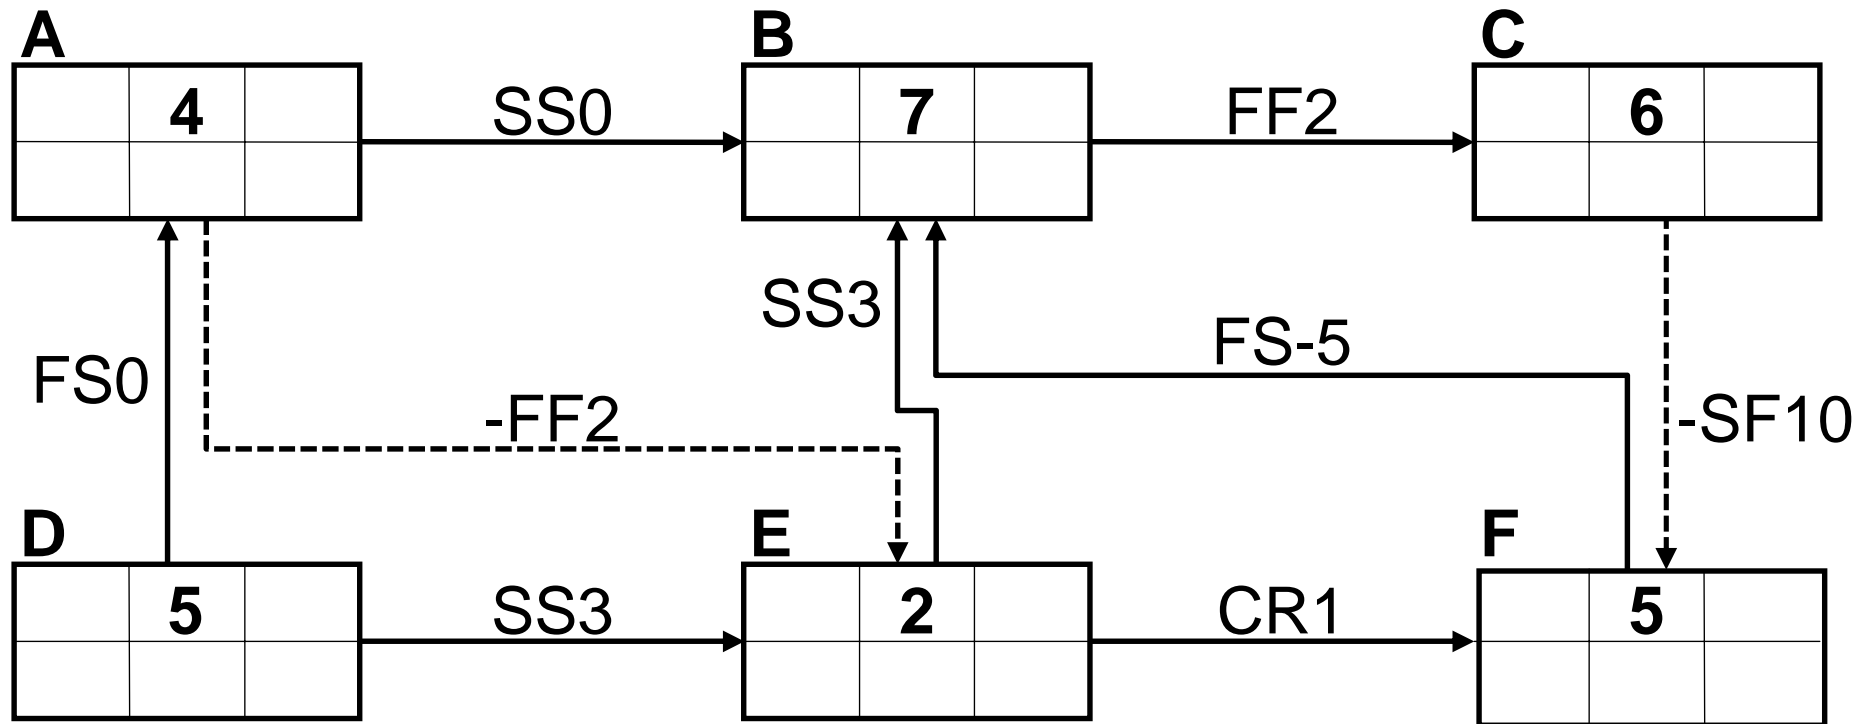 A B C
4 SS0 7 FF2 6
SS3
FS-5
FS0 -FF2 -SF10
D E F
5 SS3 2 CR1 5